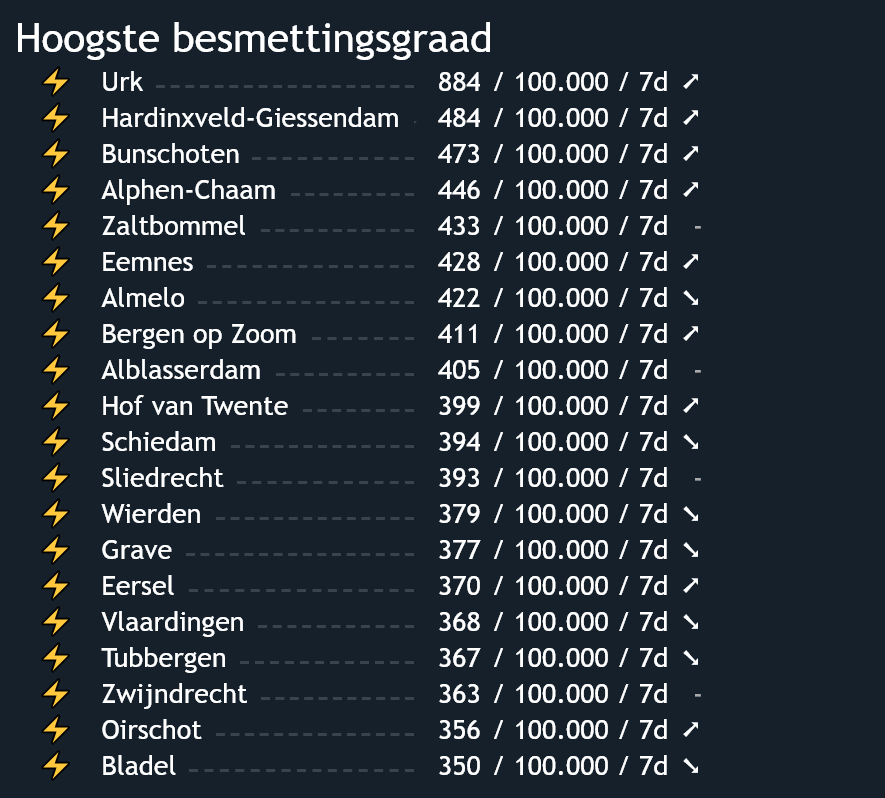 Hoogste besmettingsgraad
⚡ Urk 884 / 100.000 / 7d ➚
⚡ Hardinxveld-Giessendam 484 / 100.000 / 7d ➚
⚡ Bunschoten 473 / 100.000 / 7d ➚
⚡ Alphen-Chaam 446 / 100.000 / 7d ➚
⚡ Zaltbommel 433 / 100.000 / 7d -
⚡ Eemnes 428 / 100.000 / 7d ➚
⚡ Almelo 422 / 100.000 / 7d ➘
⚡ Bergen op Zoom 411 / 100.000 / 7d ➚
⚡ Alblasserdam 405 / 100.000 / 7d -
⚡ Hof van Twente 399 / 100.000 / 7d ➚
⚡ Schiedam 394 / 100.000 / 7d ➘
⚡ Sliedrecht 393 / 100.000 / 7d -
⚡ Wierden 379 / 100.000 / 7d ➘
⚡ Grave 377 / 100.000 / 7d ➘
⚡ Eersel 370 / 100.000 / 7d ➚
⚡ Vlaardingen 368 / 100.000 / 7d ➘
⚡ Tubbergen 367 / 100.000 / 7d ➘
⚡ Zwijndrecht 363 / 100.000 / 7d -
⚡ Oirschot 356 / 100.000 / 7d ➚
⚡ Bladel 350 / 100.000 / 7d ➘